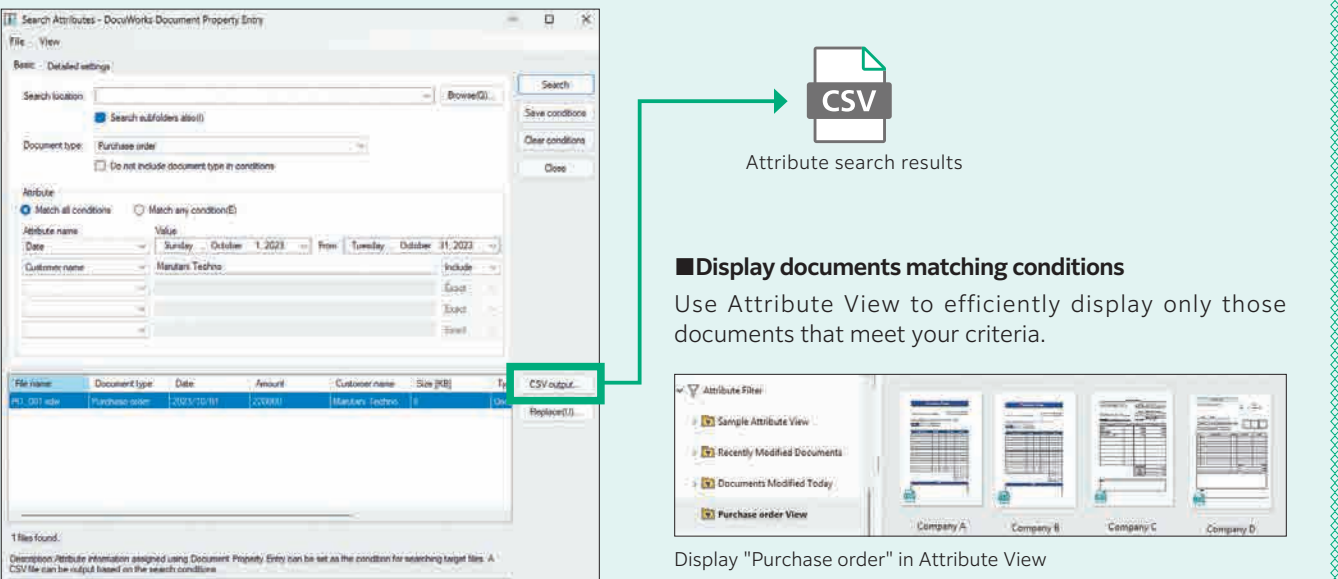 Search Attributes - DocuWorks Document Property Entry
File View
Basic Detailed settings
Search location: Browse(Q)...
Search subfolders also(I)
Document type: Purchase order
Do not include document type in conditions
Search
Save conditions
Clear conditions
Close
Attribute
Match all conditions Match any condition(E)
Attribute name Value
Date Sunday , October 1, 2023 From Tuesday October 31, 2023
Customer name Marutani Techno Include
Exact
Exact
Exact
File name Document type Date Amount Customer name Size [KB] Ty
PO_001.xdw Purchase order 2023/10/01 220000 Marutani Techno 8
CSV output...
Replace(U)...
1 files found.
Description: Attribute information assigned using Document Property Entry can be set as the condition for searching target files. A
CSV file can be output based on the search conditions
CSV
Attribute search results
■Display documents matching conditions
Use Attribute View to efficiently display only those
documents that meet your criteria.
Attribute Filter
Sample Attribute View
Recently Modified Documents
Documents Modified Today
Purchase order View
Company A Company B Company C Company D
Display "Purchase order" in Attribute View